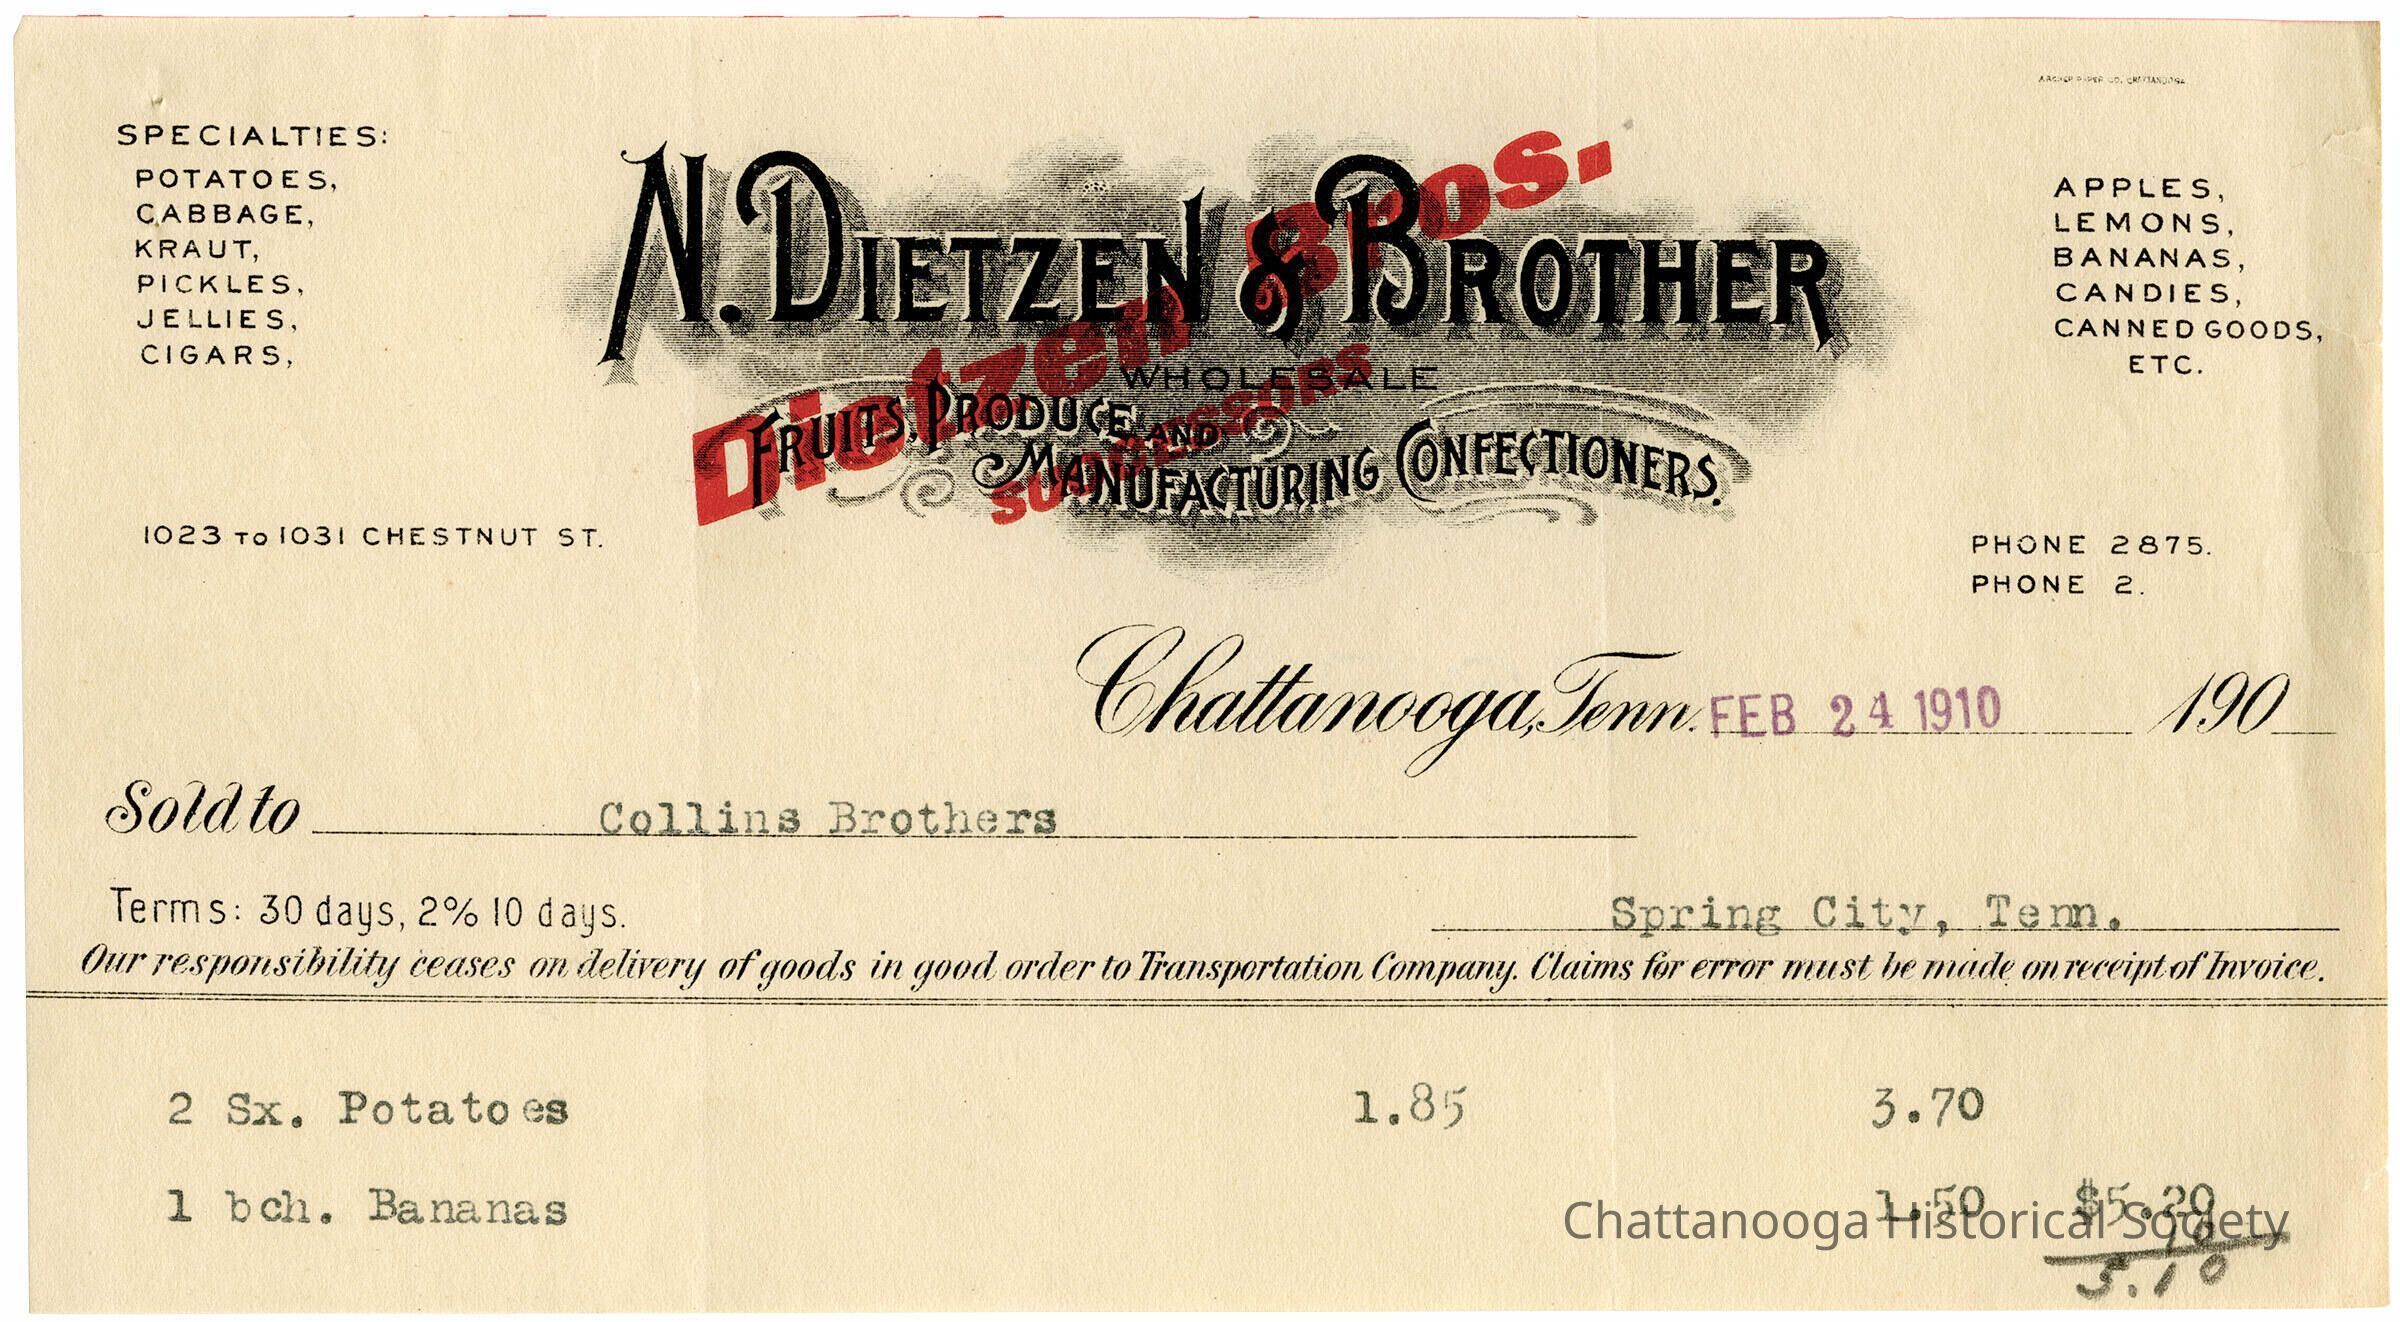 ARCHER PAPER CO. CHATTANOOGA
SPECIALTIES:
POTATOES,
CABBAGE,
KRAUT,
PICKLES,
JELLIES,
CIGARS,
N. DIETZEN & BROTHER
Dietzen Bros.
SUCCESSORS
WHOLESALE
FRUITS, PRODUCE AND
MANUFACTURING CONFECTIONERS.
APPLES,
LEMONS,
BANANAS,
CANDIES,
CANNED GOODS,
ETC.
1023 TO 1031 CHESTNUT ST.
PHONE 2875.
PHONE 2.
Chattanooga, Tenn. FEB 24 1910 190
Sold to Collins Brothers
Terms: 30 days, 2% 10 days.
Spring City, Tenn.
Our responsibility ceases on delivery of goods in good order to Transportation Company. Claims for error must be made on receipt of Invoice.
2 Sx. Potatoes 1.85 3.70
1 bch. Bananas 1.50 $5.20
10
5.10
Chattanooga Historical Society